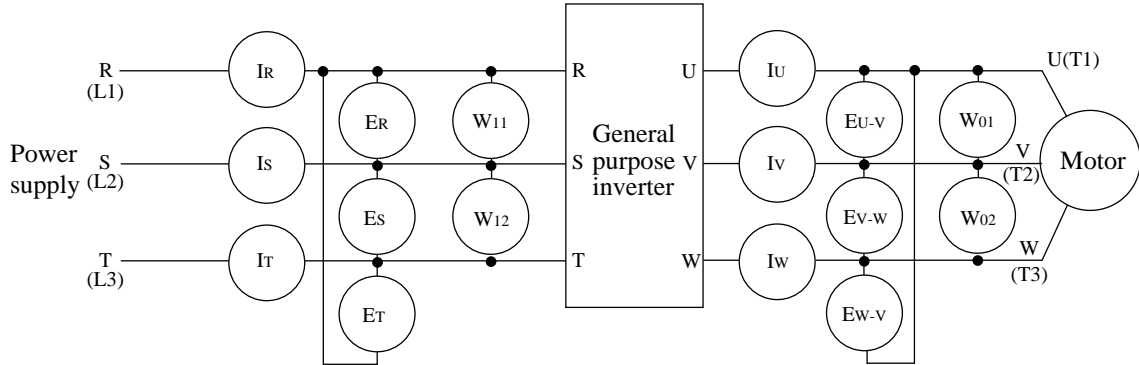 R
(L1)
IR
ER
W11
R
U
IU
EU-V
W01
U(T1)
Power
supply
S
(L2)
IS
ES
W12
S
General
purpose
inverter
V
IV
EV-W
W02
V
(T2)
Motor
T
(L3)
IT
ET
T
W
IW
EW-V
W
(T3)